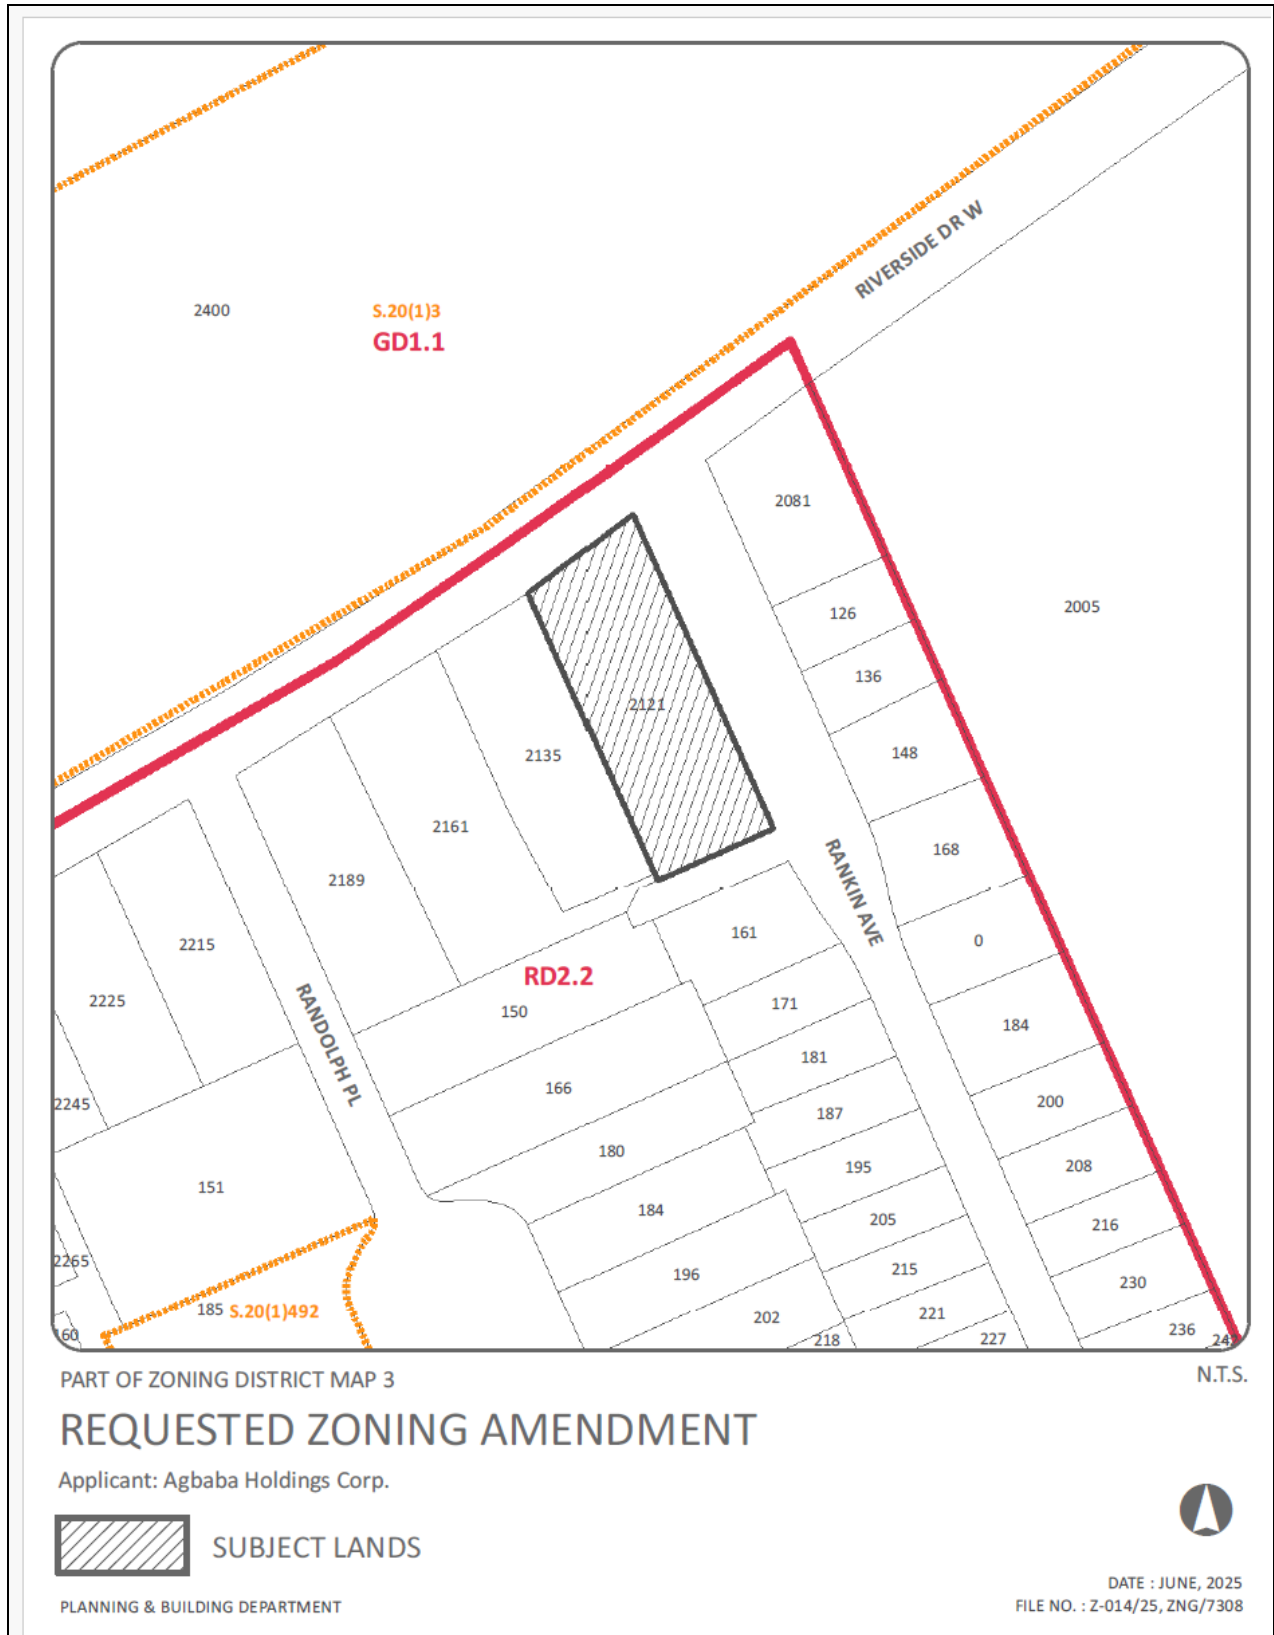 RIVERSIDE DR W
2400
S.20(1)3
GD1.1
2081
126
2005
136
2121
148
2135
2161
168
RANKIN AVE
2189
161
0
2215
RD2.2
2225
RANDOLPH PL
150
171
184
181
166
2245
200
187
180
195
208
151
184
205
216
2265
196
215
230
185
S.20(1)492
202
221
236
160
218
227
PART OF ZONING DISTRICT MAP 3
N.T.S.
REQUESTED ZONING AMENDMENT
Applicant: Agbaba Holdings Corp.
SUBJECT LANDS
DATE : JUNE, 2025
PLANNING & BUILDING DEPARTMENT
FILE NO. : Z-014/25, ZNG/7308